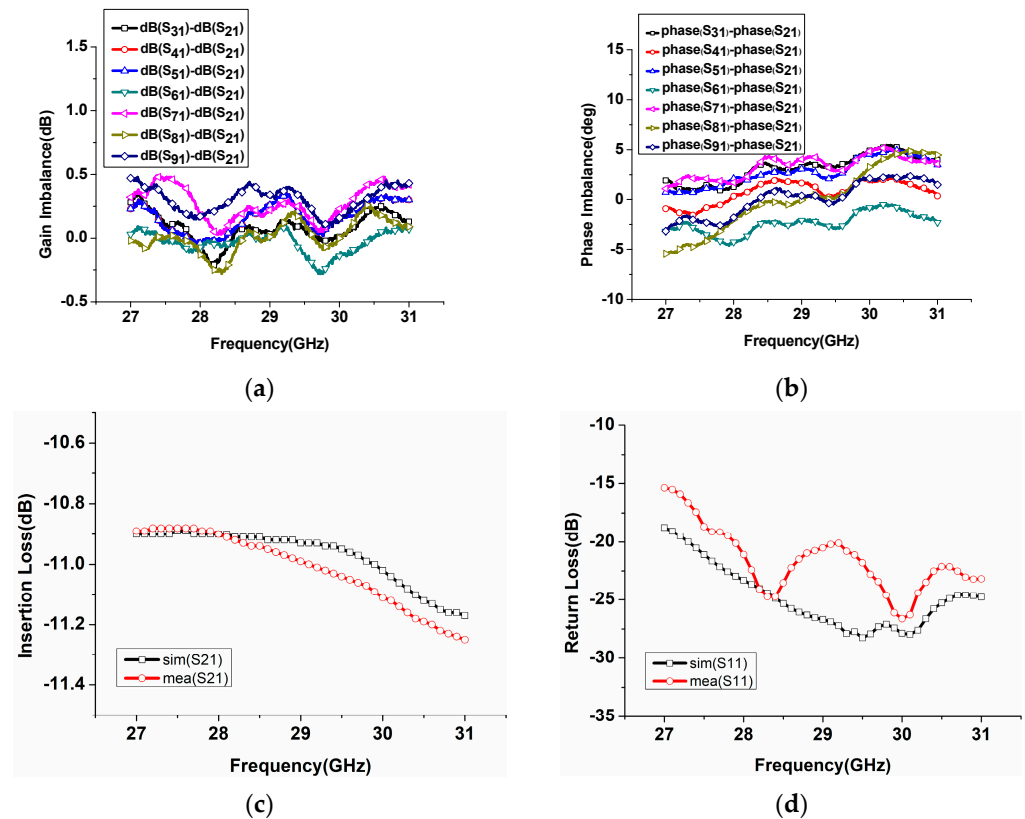 dB(S31)-dB(S21)
dB(S41)-dB(S21)
dB(S51)-dB(S21)
dB(S61)-dB(S21)
dB(S71)-dB(S21)
dB(S81)-dB(S21)
dB(S91)-dB(S21)
1.5
1.0
0.5
0.0
-0.5
Gain Imbalance(dB)
27 28 29 30 31
Frequency(GHz)
(a)
phase(S31)-phase(S21)
phase(S41)-phase(S21)
phase(S51)-phase(S21)
phase(S61)-phase(S21)
phase(S71)-phase(S21)
phase(S81)-phase(S21)
phase(S91)-phase(S21)
15
10
5
0
-5
-10
Phase Imbalance(deg)
27 28 29 30 31
Frequency(GHz)
(b)
-10.6
-10.8
-11.0
-11.2
-11.4
Insertion Loss(dB)
sim(S21)
mea(S21)
27 28 29 30 31
Frequency(GHz)
(c)
-10
-15
-20
-25
-30
-35
Return Loss(dB)
sim(S11)
mea(S11)
27 28 29 30 31
Frequency(GHz)
(d)